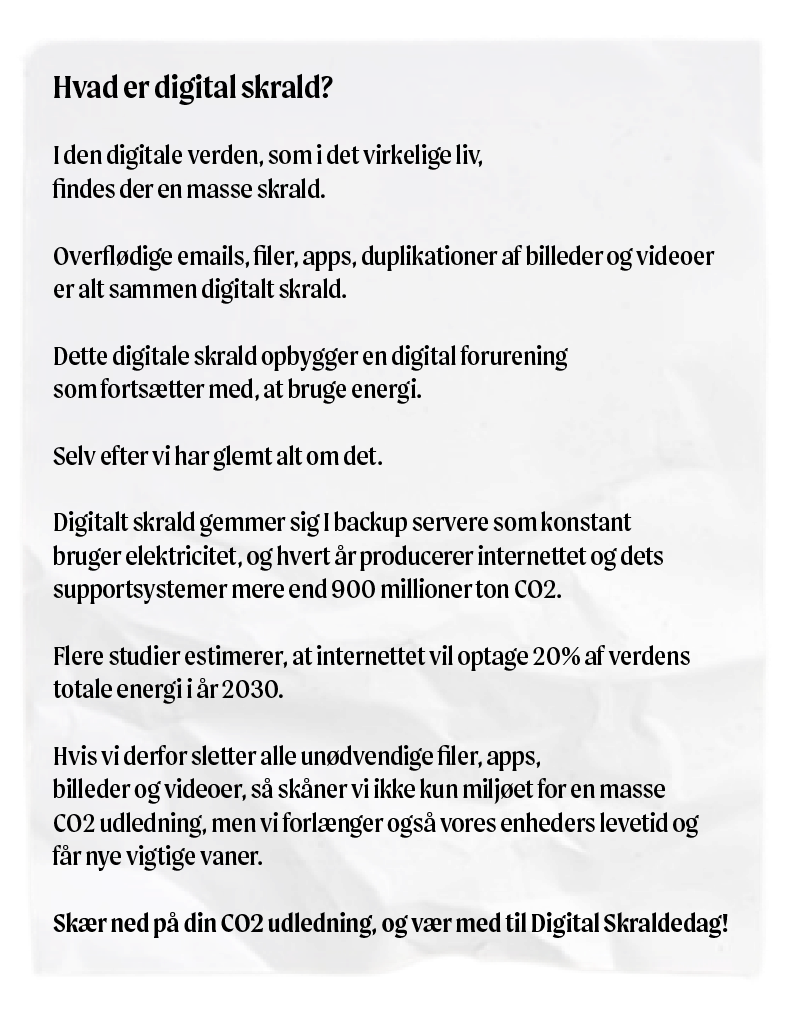 Hvad er digital skrald?
I den digitale verden, som i det virkelige liv,
findes der en masse skrald.
Overflødige emails, filer, apps, duplikationer af billeder og videoer
er alt sammen digitalt skrald.
Dette digitale skrald opbygger en digital forurening
som fortsætter med, at bruge energi.
Selv efter vi har glemt alt om det.
Digitalt skrald gemmer sig I backup servere som konstant
bruger elektricitet, og hvert år producerer internettet og dets
supportsystemer mere end 900 millioner ton CO2.
Flere studier estimerer, at internettet vil optage 20% af verdens
totale energi i år 2030.
Hvis vi derfor sletter alle unødvendige filer, apps,
billeder og videoer, så skåner vi ikke kun miljøet for en masse
CO2 udledning, men vi forlænger også vores enheders levetid og
får nye vigtige vaner.
Skær ned på din CO2 udledning, og vær med til Digital Skraldedag!